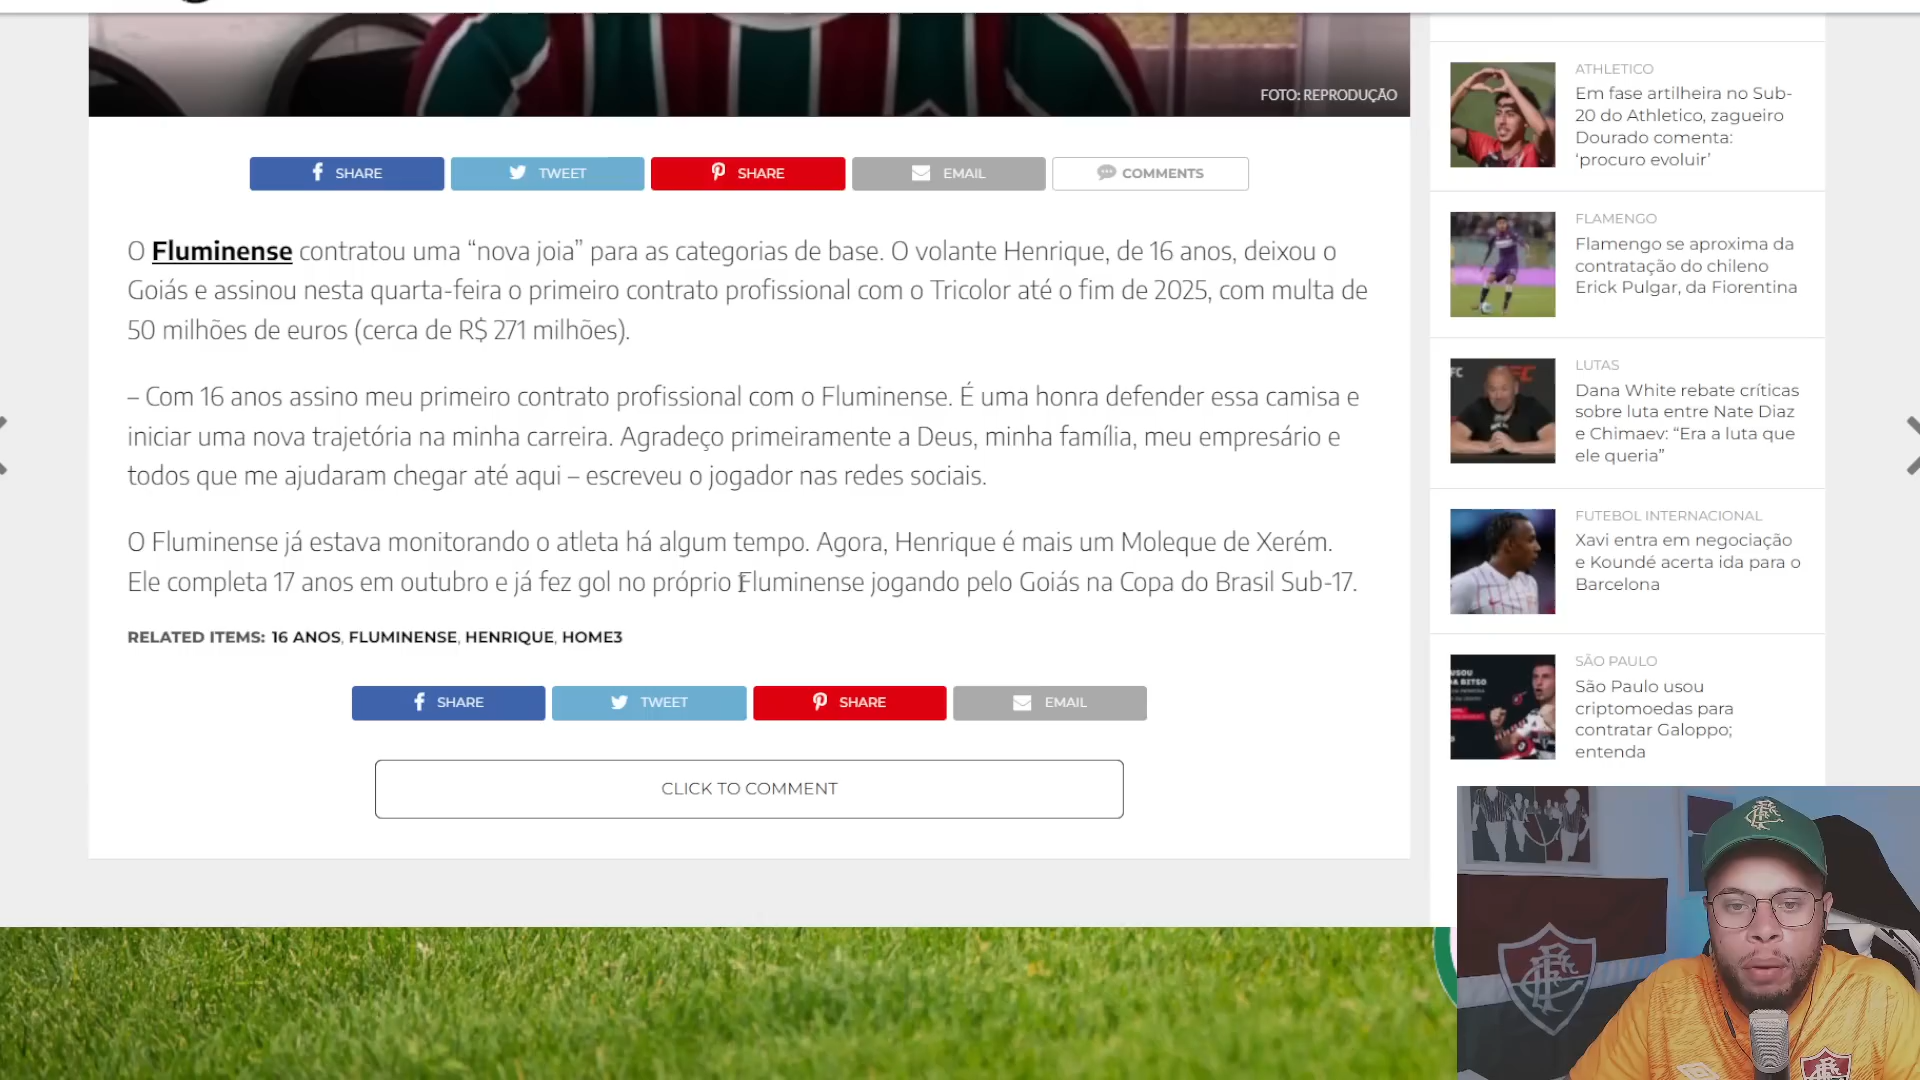 FOTO: REPRODUÇÃO
SHARE
TWEET
SHARE
EMAIL
COMMENTS
O Fluminense contratou uma “nova joia” para as categorias de base. O volante Henrique, de 16 anos, deixou o
Goiás e assinou nesta quarta-feira o primeiro contrato profissional com o Tricolor até o fim de 2025, com multa de
50 milhões de euros (cerca de R$ 271 milhões).
– Com 16 anos assino meu primeiro contrato profissional com o Fluminense. É uma honra defender essa camisa e
iniciar uma nova trajetória na minha carreira. Agradeço primeiramente a Deus, minha família, meu empresário e
todos que me ajudaram chegar até aqui – escreveu o jogador nas redes sociais.
O Fluminense já estava monitorando o atleta há algum tempo. Agora, Henrique é mais um Moleque de Xerém.
Ele completa 17 anos em outubro e já fez gol no próprio Fluminense jogando pelo Goiás na Copa do Brasil Sub-17.
RELATED ITEMS: 16 ANOS, FLUMINENSE, HENRIQUE, HOME3
SHARE
TWEET
SHARE
EMAIL
CLICK TO COMMENT
ATHLETICO
Em fase artilheira no Sub-
20 do Athletico, zagueiro
Dourado comenta:
‘procuro evoluir’
FLAMENGO
Flamengo se aproxima da
contratação do chileno
Erick Pulgar, da Fiorentina
LUTAS
Dana White rebate críticas
sobre luta entre Nate Diaz
e Chimaev: “Era a luta que
ele queria”
FUTEBOL INTERNACIONAL
Xavi entra em negociação
e Koundé acerta ida para o
Barcelona
SÃO PAULO
São Paulo usou
criptomoedas para
contratar Galoppo;
entenda